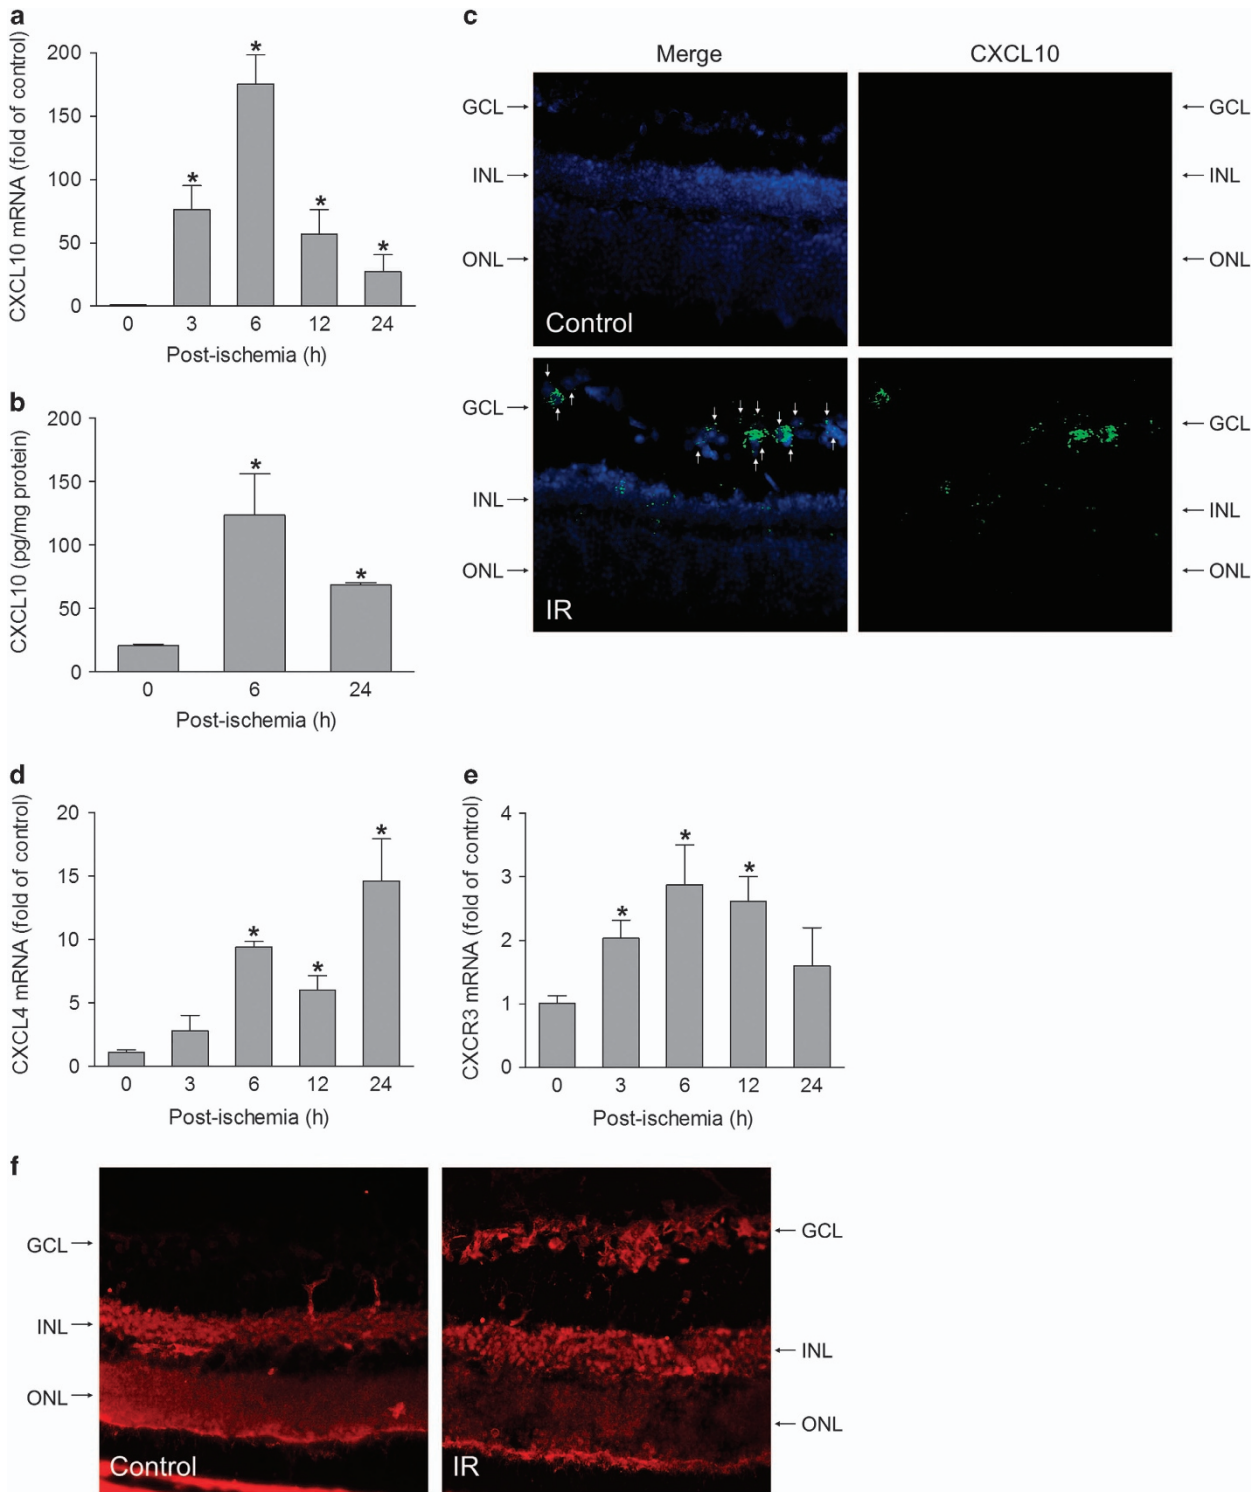 a
CXCL10 mRNA (fold of control)
200
150
100
50
0
*
*
*
*
0 3 6 12 24
Post-ischemia (h)
b
CXCL10 (pg/mg protein)
200
150
100
50
0
*
*
0 6 24
Post-ischemia (h)
c
Merge CXCL10
GCL GCL
INL INL
ONL ONL
Control
GCL GCL
INL INL
ONL ONL
IR
d
CXCL4 mRNA (fold of control)
20
15
10
5
0
*
*
*
0 3 6 12 24
Post-ischemia (h)
e
CXCR3 mRNA (fold of control)
4
3
2
1
0
*
*
*
0 3 6 12 24
Post-ischemia (h)
f
GCL GCL
INL INL
ONL ONL
Control IR